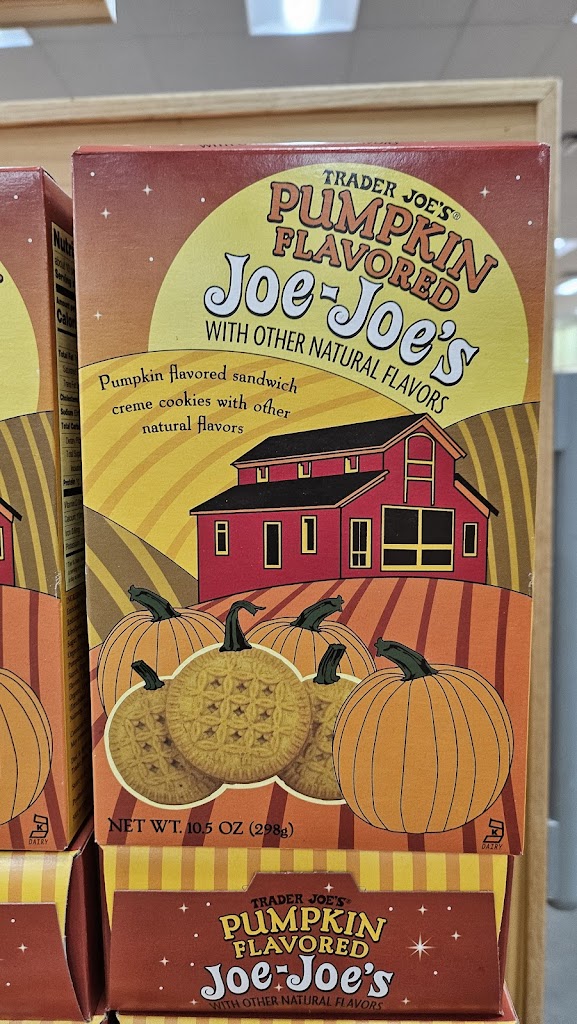 TRADER JOE'S®
PUMPKIN
FLAVORED
JOE-JOE'S
WITH OTHER NATURAL FLAVORS
Pumpkin flavored sandwich
creme cookies with other
natural flavors
NET WT. 10.5 OZ (298g)
K
DAIRY
K
DAIRY
TRADER JOE'S®
PUMPKIN
FLAVORED
JOE-JOE'S
WITH OTHER NATURAL FLAVORS